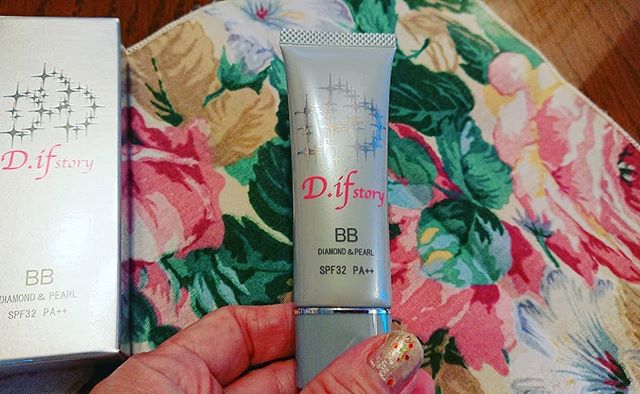 D.if story
BB
DIAMOND & PEARL
SPF32 PA++
D.if story
BB
DIAMOND & PEARL
SPF32 PA++